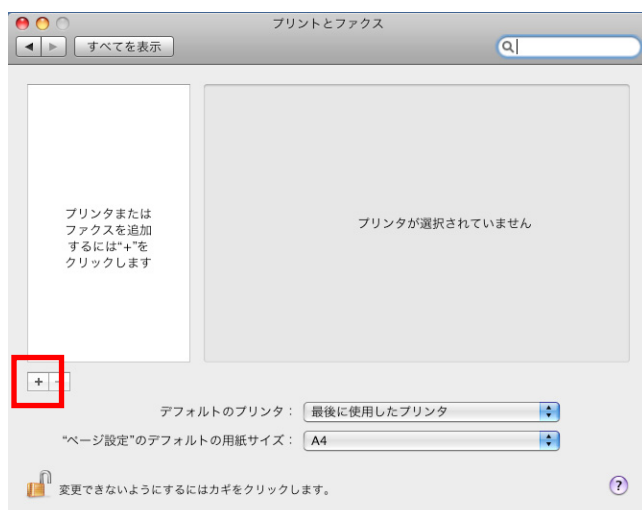 プリントとファクス
すべてを表示
プリンタまたは
ファクスを追加
するには“+”を
クリックします
プリンタが選択されていません
+ -
デフォルトのプリンタ： 最後に使用したプリンタ
“ページ設定”のデフォルトの用紙サイズ： A4
変更できないようにするにはカギをクリックします。
?